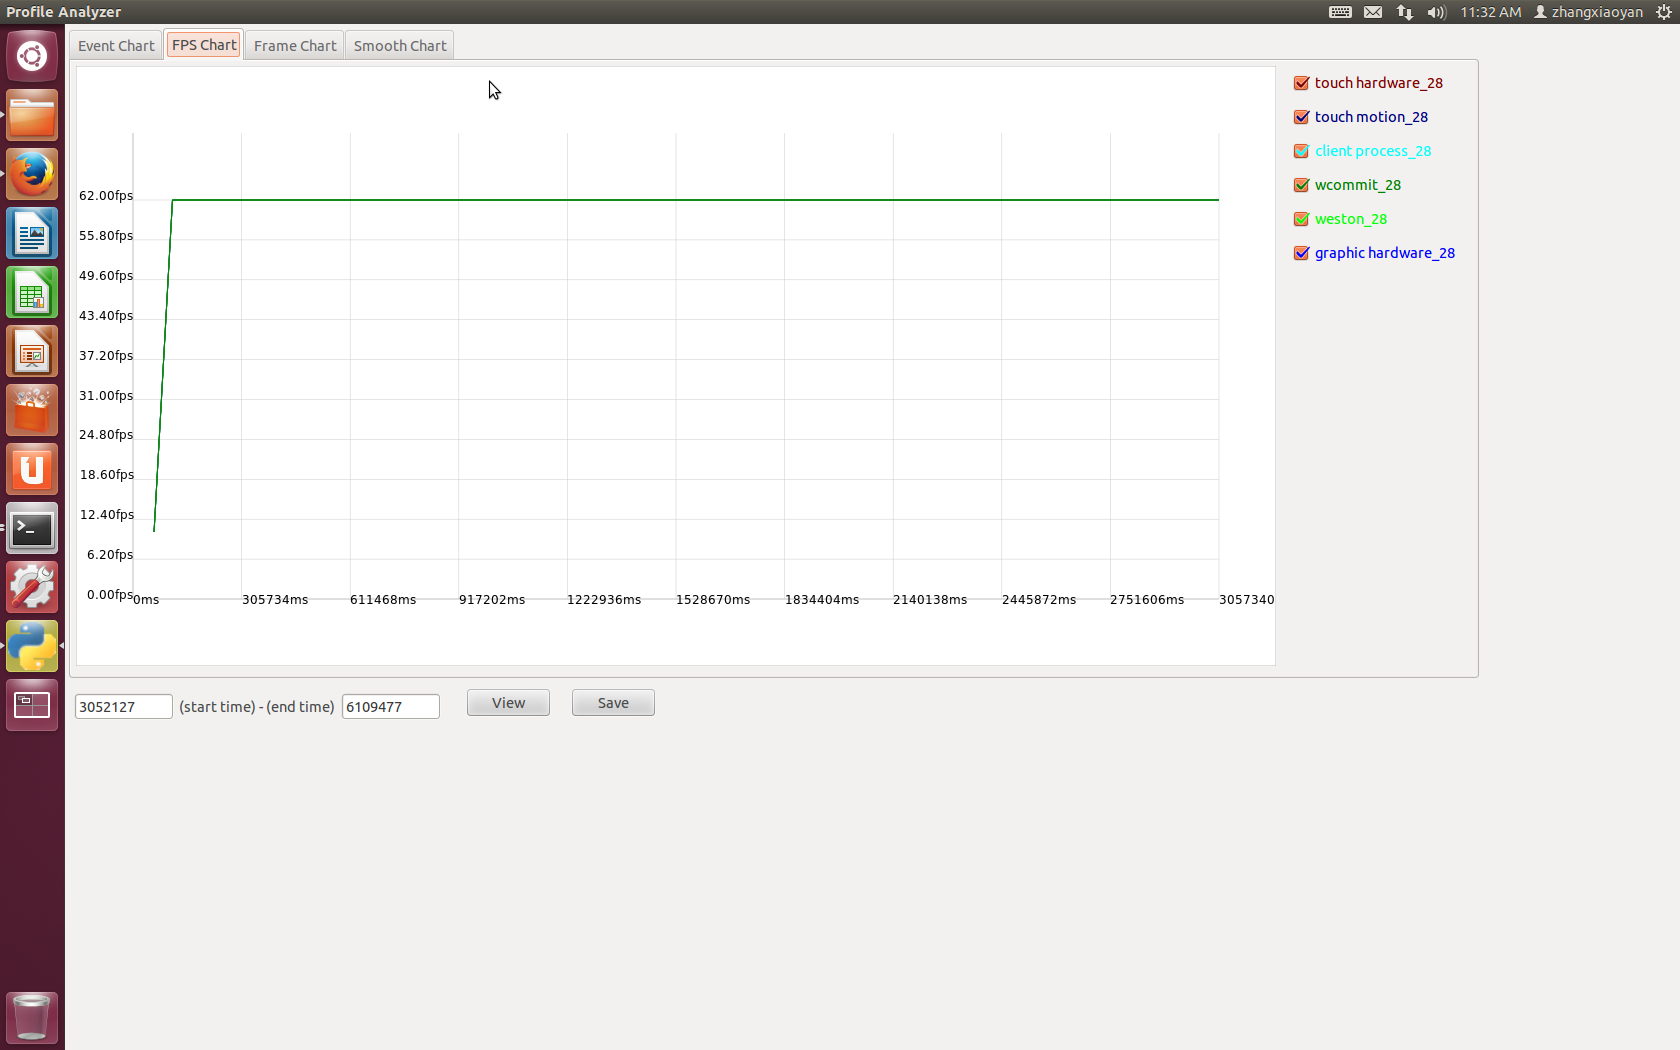 Profile Analyzer
11:32 AM zhangxiaoyan
Event Chart FPS Chart Frame Chart Smooth Chart
touch hardware_28
touch motion_28
client process_28
wcommit_28
weston_28
graphic hardware_28
62.00fps
55.80fps
49.60fps
43.40fps
37.20fps
31.00fps
24.80fps
18.60fps
12.40fps
6.20fps
0.00fps
0ms 305734ms 611468ms 917202ms 1222936ms 1528670ms 1834404ms 2140138ms 2445872ms 2751606ms 3057340
3052127 (start time) - (end time) 6109477 View Save